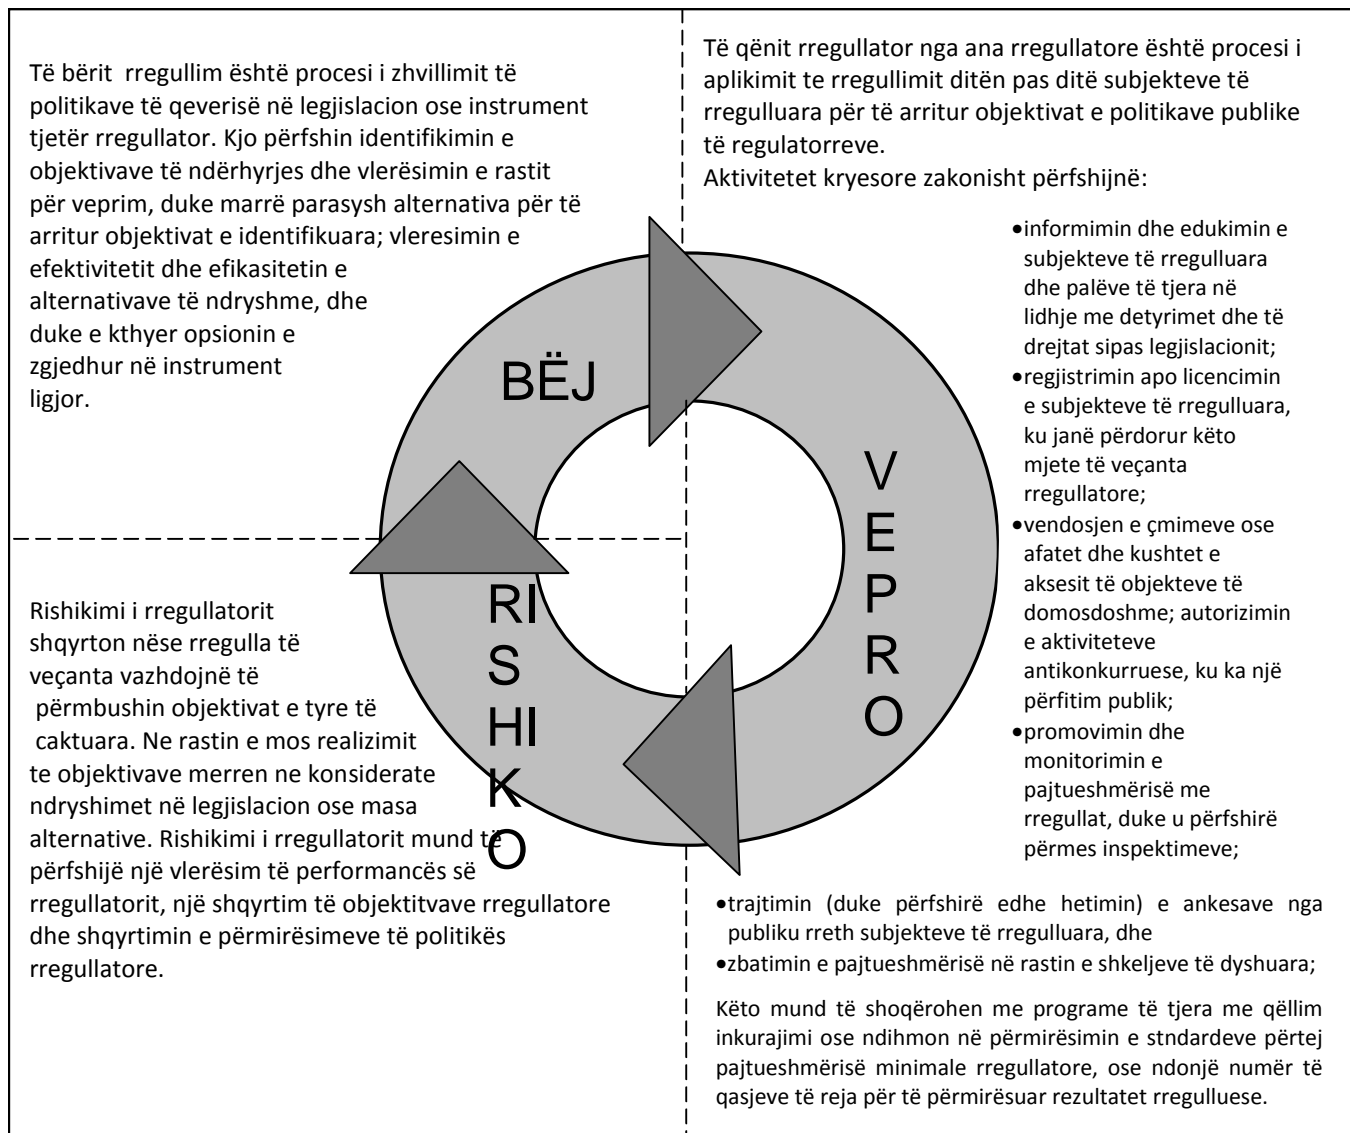 Të bërit  rregullim është procesi i zhvillimit të
politikave të qeverisë në legjislacion ose instrument
tjetër rregullator. Kjo përfshin identifikimin e
objektivave të ndërhyrjes dhe vlerësimin e rastit
për veprim, duke marrë parasysh alternativa për të
arritur objektivat e identifikuara; vleresimin e
efektivitetit dhe efikasitetin e
alternativave të ndryshme, dhe
duke e kthyer opsionin e
zgjedhur në instrument
ligjor.
Të qënit rregullator nga ana rregullatore është procesi i
aplikimit te rregullimit ditën pas ditë subjekteve të
rregulluara për të arritur objektivat e politikave publike
të regulatorreve.
Aktivitetet kryesore zakonisht përfshijnë:
•informimin dhe edukimin e
subjekteve të rregulluara
dhe palëve të tjera në
lidhje me detyrimet dhe të
drejtat sipas legjislacionit;
•regjistrimin apo licencimin
e subjekteve të rregulluara,
ku janë përdorur këto
mjete të veçanta
rregullatore;
•vendosjen e çmimeve ose
afatet dhe kushtet e
aksesit të objekteve të
domosdoshme; autorizimin
e aktiviteteve
antikonkurruese, ku ka një
përfitim publik;
•promovimin dhe
monitorimin e
pajtueshmërisë me
rregullat, duke u përfshirë
përmes inspektimeve;
•trajtimin (duke përfshirë edhe hetimin) e ankesave nga
publiku rreth subjekteve të rregulluara, dhe
•zbatimin e pajtueshmërisë në rastin e shkeljeve të dyshuara;
Këto mund të shoqërohen me programe të tjera me qëllim
inkurajimi ose ndihmon në përmirësimin e stndardeve përtej
pajtueshmërisë minimale rregullatore, ose ndonjë numër të
qasjeve të reja për të përmirësuar rezultatet rregulluese.
BËJ
V
E
P
R
O
RI
S
HI
K
O
Rishikimi i rregullatorit
shqyrton nëse rregulla të
veçanta vazhdojnë të
përmbushin objektivat e tyre të
caktuara. Ne rastin e mos realizimit
te objektivave merren ne konsiderate
ndryshimet në legjislacion ose masa
alternative. Rishikimi i rregullatorit mund të
përfshijë një vlerësim të performancës së
rregullatorit, një shqyrtim të objektitvave rregullatore
dhe shqyrtimin e përmirësimeve të politikës
rregullatore.